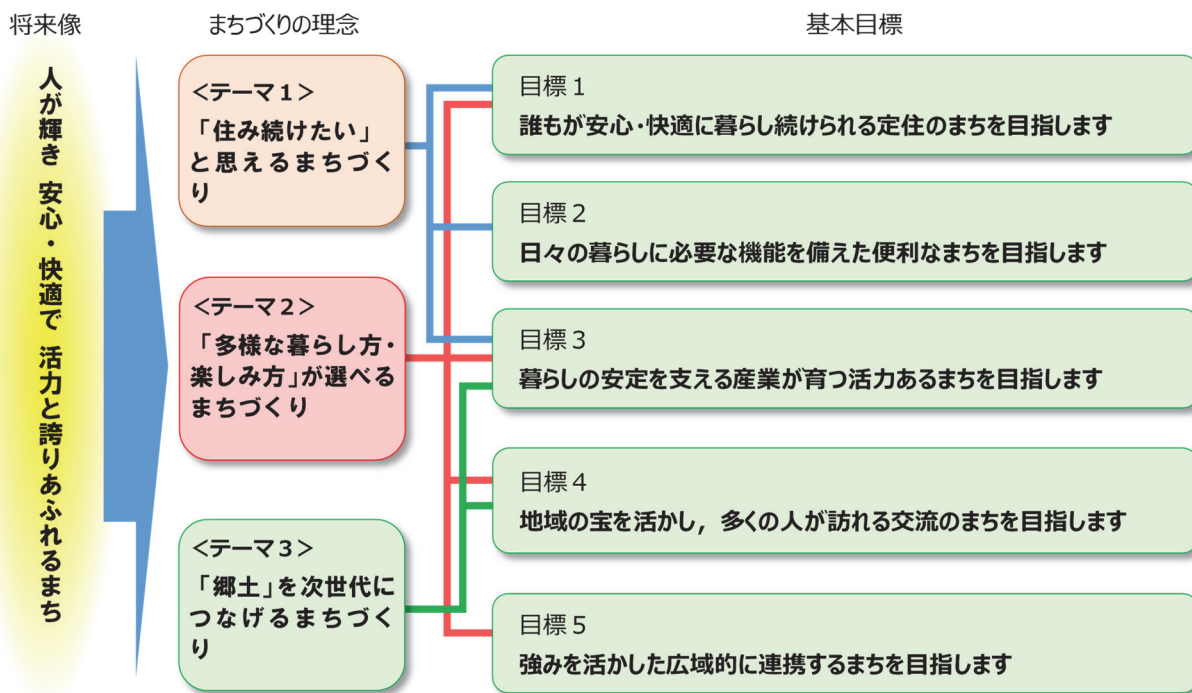 将来像
まちづくりの理念
基本目標
人が輝き 安心・快適で 活力と誇りあふれるまち
<テーマ1>
「住み続けたい」
と思えるまちづく
り
<テーマ2>
「多様な暮らし方・
楽しみ方」が選べる
まちづくり
<テーマ3>
「郷土」を次世代に
つなげるまちづく
り
目標1
誰もが安心・快適に暮らし続けられる定住のまちを目指します
目標2
日々の暮らしに必要な機能を備えた便利なまちを目指します
目標3
暮らしの安定を支える産業が育つ活力あるまちを目指します
目標4
地域の宝を活かし，多くの人が訪れる交流のまちを目指します
目標5
強みを活かした広域的に連携するまちを目指します